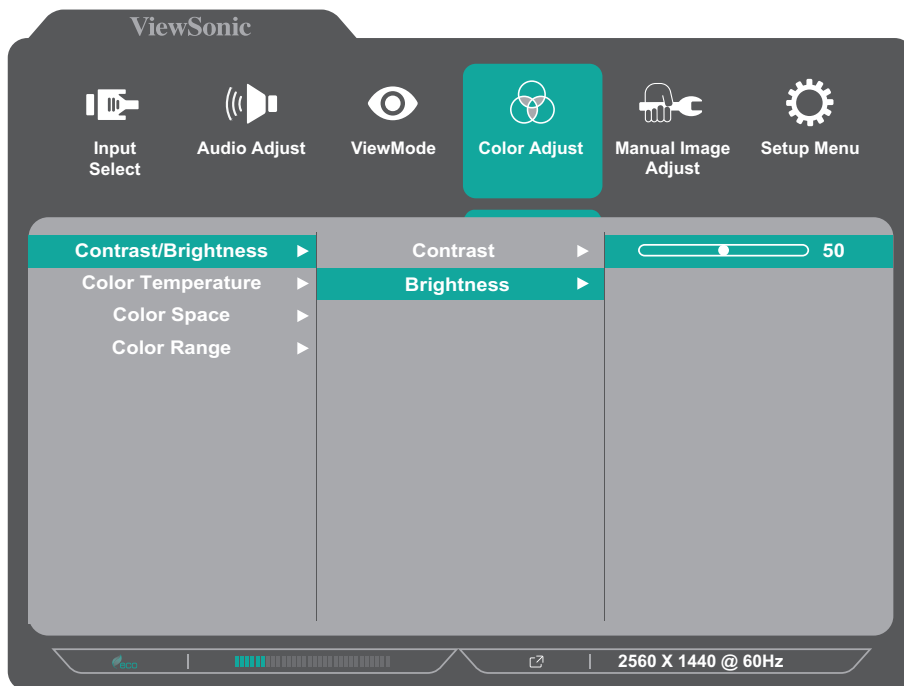 ViewSonic
Input Select
Audio Adjust
ViewMode
Color Adjust
Manual Image Adjust
Setup Menu
Contrast/Brightness
Contrast
50
Color Temperature
Brightness
Color Space
Color Range
eco
2560 X 1440 @ 60Hz